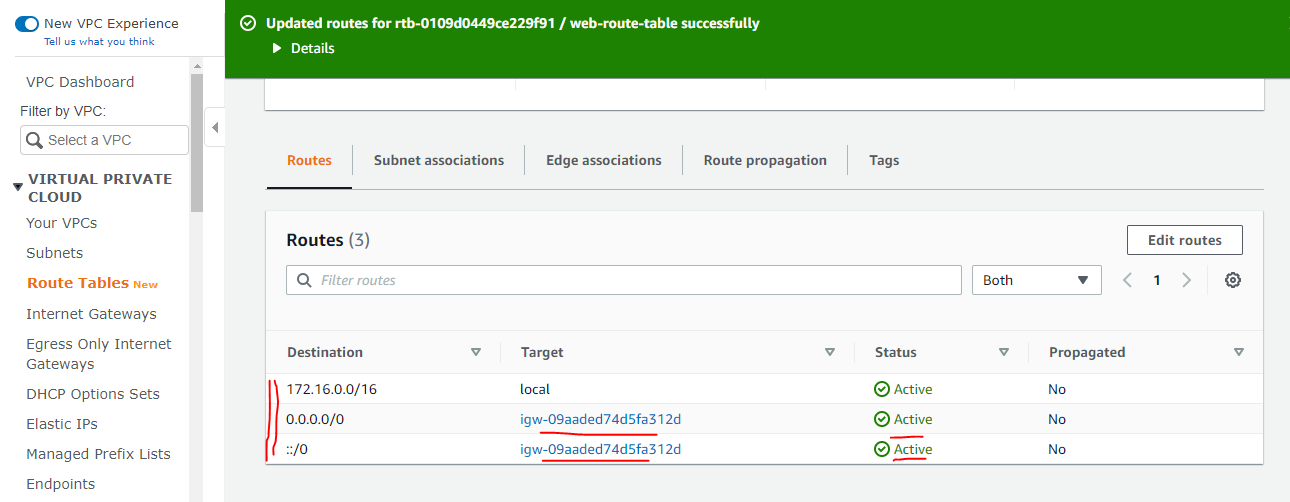 New VPC Experience
Tell us what you think
VPC Dashboard
Filter by VPC:
Select a VPC
VIRTUAL PRIVATE
CLOUD
Your VPCs
Subnets
Route Tables New
Internet Gateways
Egress Only Internet
Gateways
DHCP Options Sets
Elastic IPs
Managed Prefix Lists
Endpoints
Updated routes for rtb-0109d0449ce229f91 / web-route-table successfully
Details
Routes Subnet associations Edge associations Route propagation Tags
Routes (3) Edit routes
Filter routes Both 1
Destination Target Status Propagated
172.16.0.0/16 local Active No
0.0.0.0/0 igw-09aaded74d5fa312d Active No
::/0 igw-09aaded74d5fa312d Active No